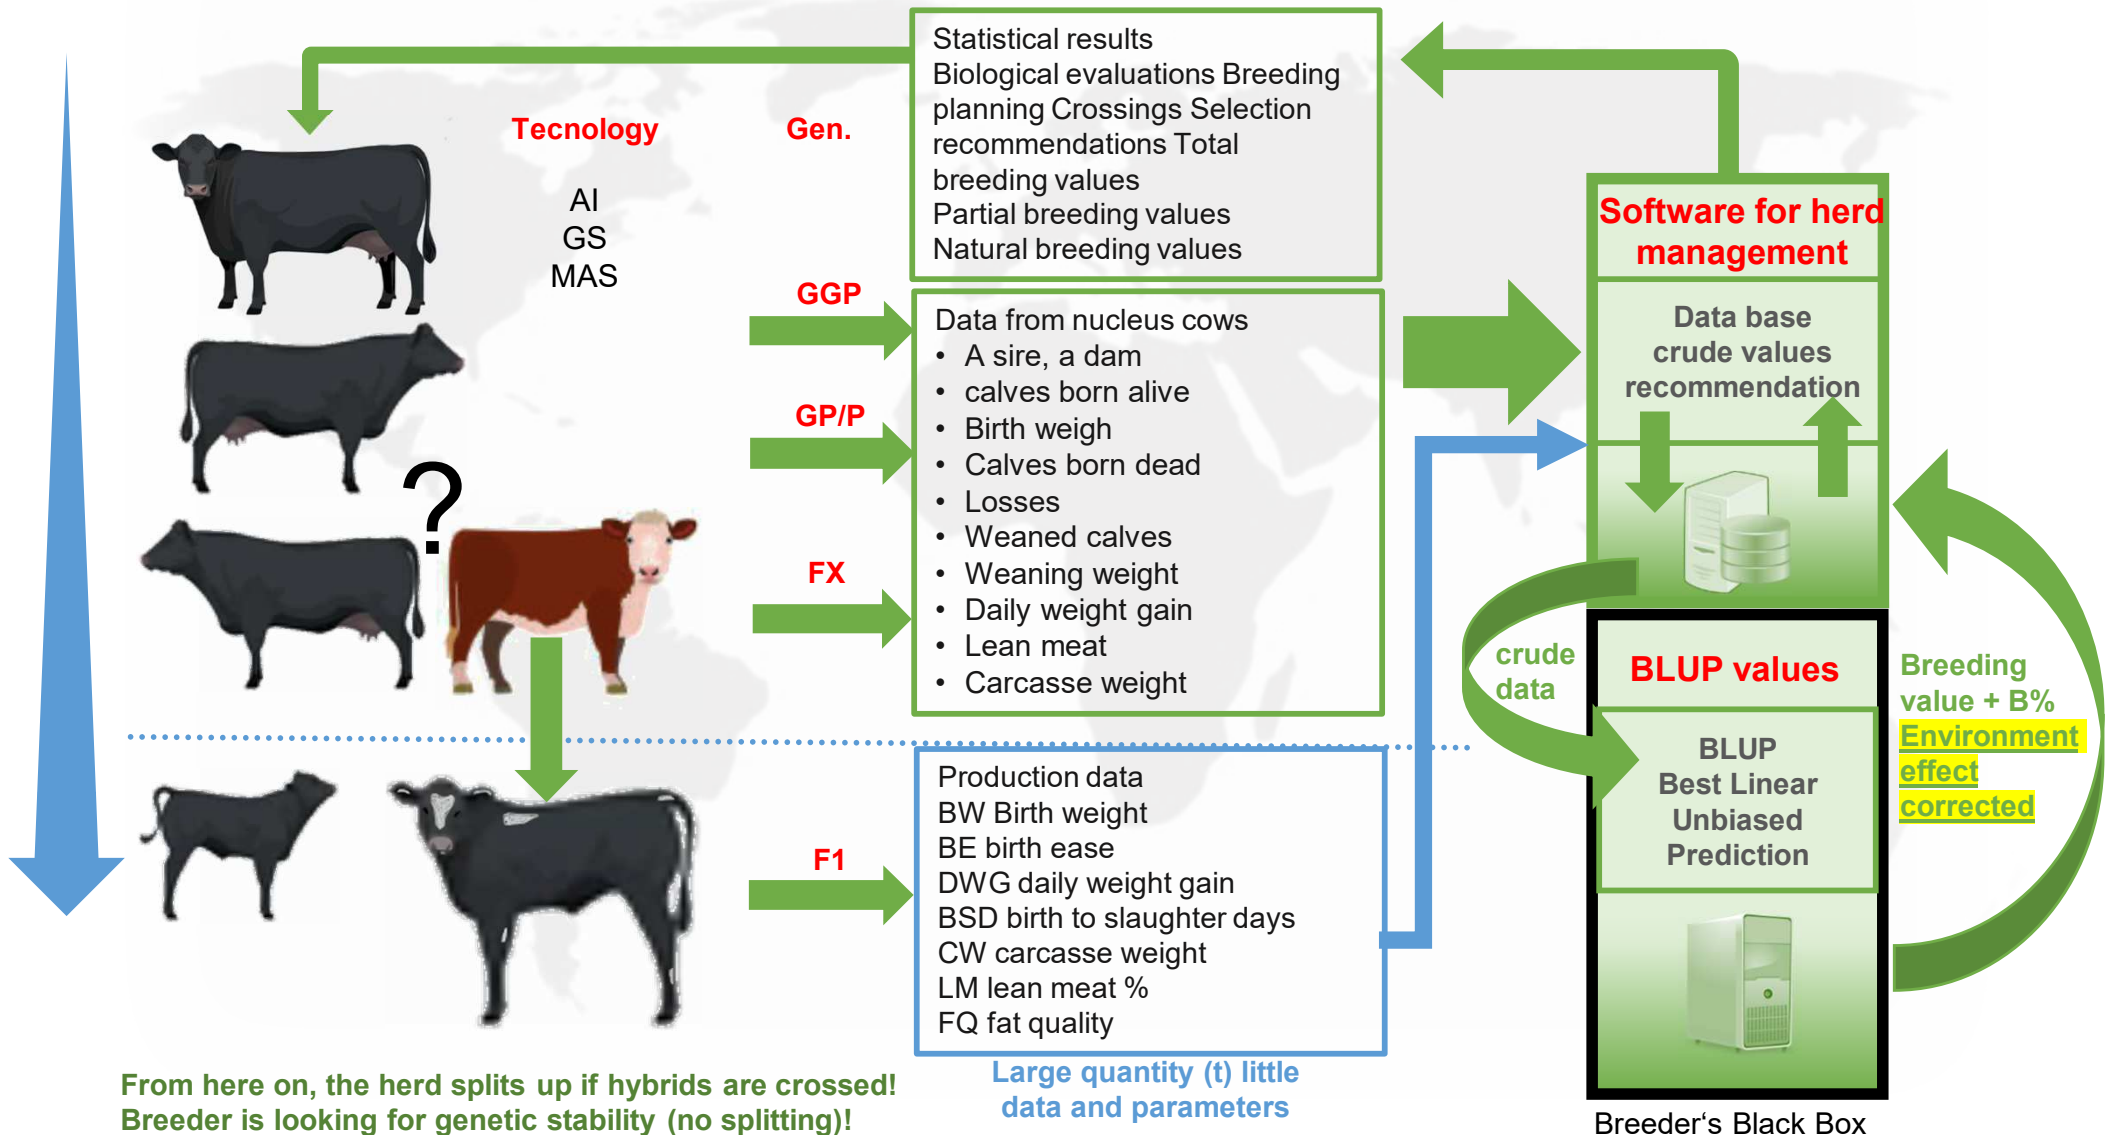 Statistical results
Biological evaluations Breeding
planning Crossings Selection
recommendations Total
breeding values
Partial breeding values
Natural breeding values
Tecnology
Gen.
AI
GS
MAS
GGP
GP/P
FX
F1
?
Data from nucleus cows
• A sire, a dam
• calves born alive
• Birth weigh
• Calves born dead
• Losses
• Weaned calves
• Weaning weight
• Daily weight gain
• Lean meat
• Carcasse weight
Production data
BW Birth weight
BE birth ease
DWG daily weight gain
BSD birth to slaughter days
CW carcasse weight
LM lean meat %
FQ fat quality
Large quantity (t) little
data and parameters
From here on, the herd splits up if hybrids are crossed!
Breeder is looking for genetic stability (no splitting)!
Software for herd
management
Data base
crude values
recommendation
crude
data
BLUP values
BLUP
Best Linear
Unbiased
Prediction
Breeding
value + B%
Environment
effect
corrected
Breeder‘s Black Box